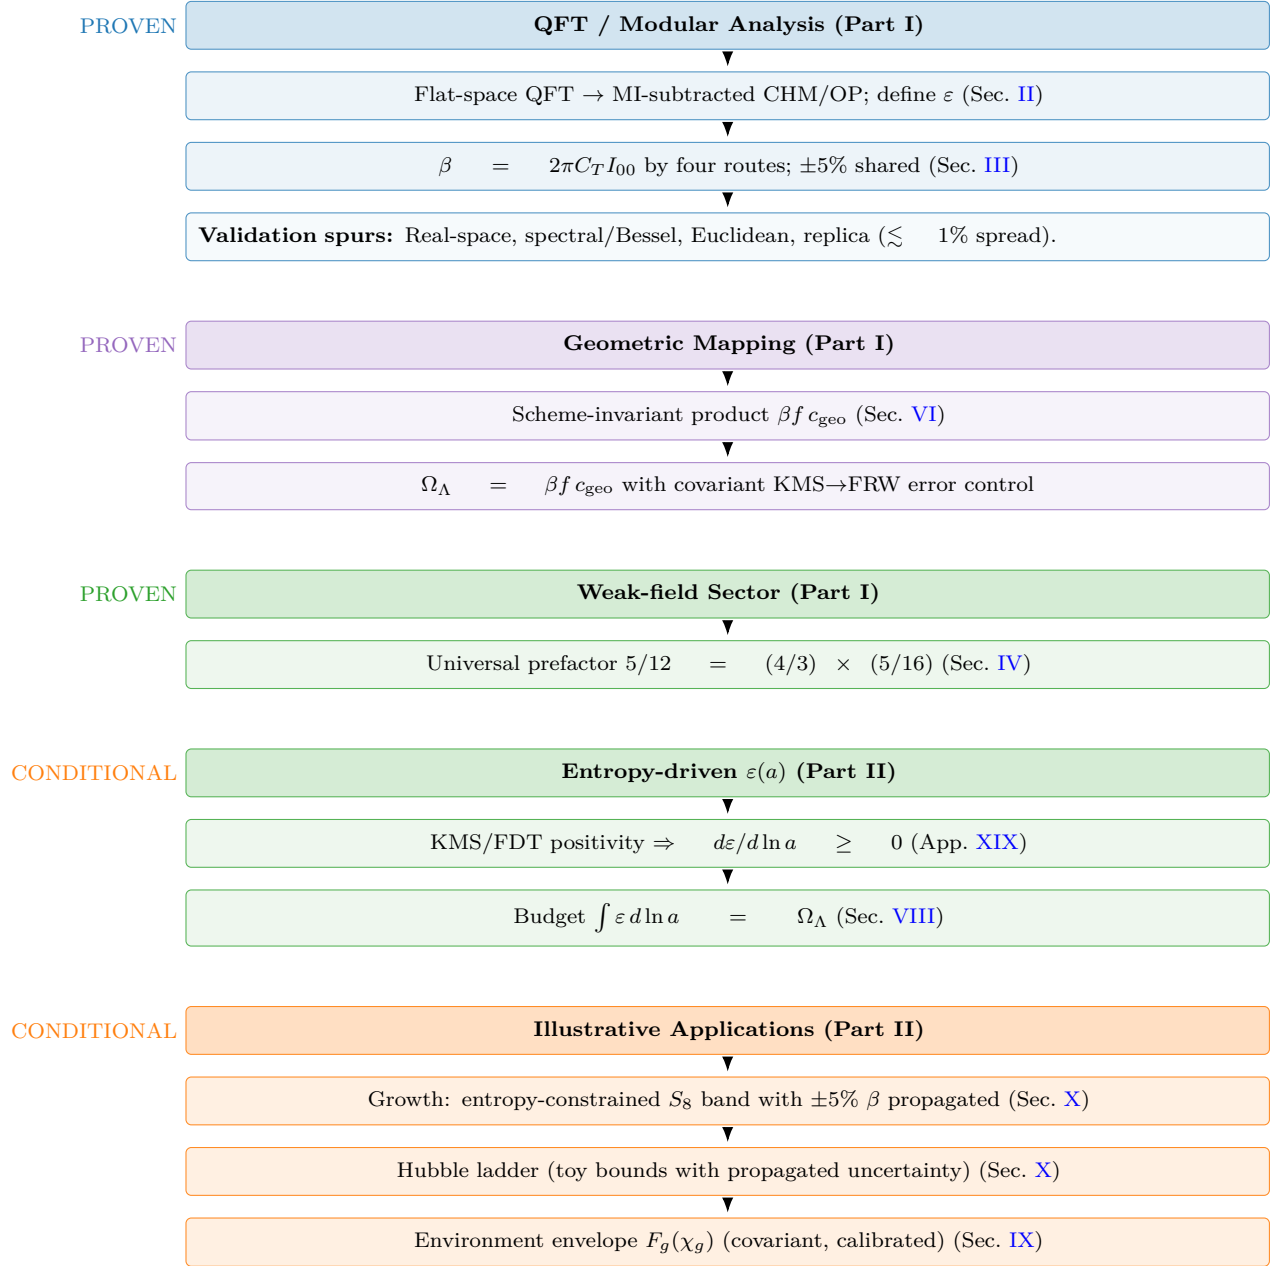 PROVEN
QFT / Modular Analysis (Part I)
Flat-space QFT → MI-subtracted CHM/OP; define ε (Sec. II)
β = 2πC_T I_00 by four routes; ±5% shared (Sec. III)
Validation spurs: Real-space, spectral/Bessel, Euclidean, replica (≲ 1% spread).
PROVEN
Geometric Mapping (Part I)
Scheme-invariant product βf c_geo (Sec. VI)
Ω_Λ = βf c_geo with covariant KMS→FRW error control
PROVEN
Weak-field Sector (Part I)
Universal prefactor 5/12 = (4/3) × (5/16) (Sec. IV)
CONDITIONAL
Entropy-driven ε(a) (Part II)
KMS/FDT positivity ⇒ dε/d ln a ≥ 0 (App. XIX)
Budget ∫ ε d ln a = Ω_Λ (Sec. VIII)
CONDITIONAL
Illustrative Applications (Part II)
Growth: entropy-constrained S_8 band with ±5% β propagated (Sec. X)
Hubble ladder (toy bounds with propagated uncertainty) (Sec. X)
Environment envelope F_g(χ_g) (covariant, calibrated) (Sec. IX)